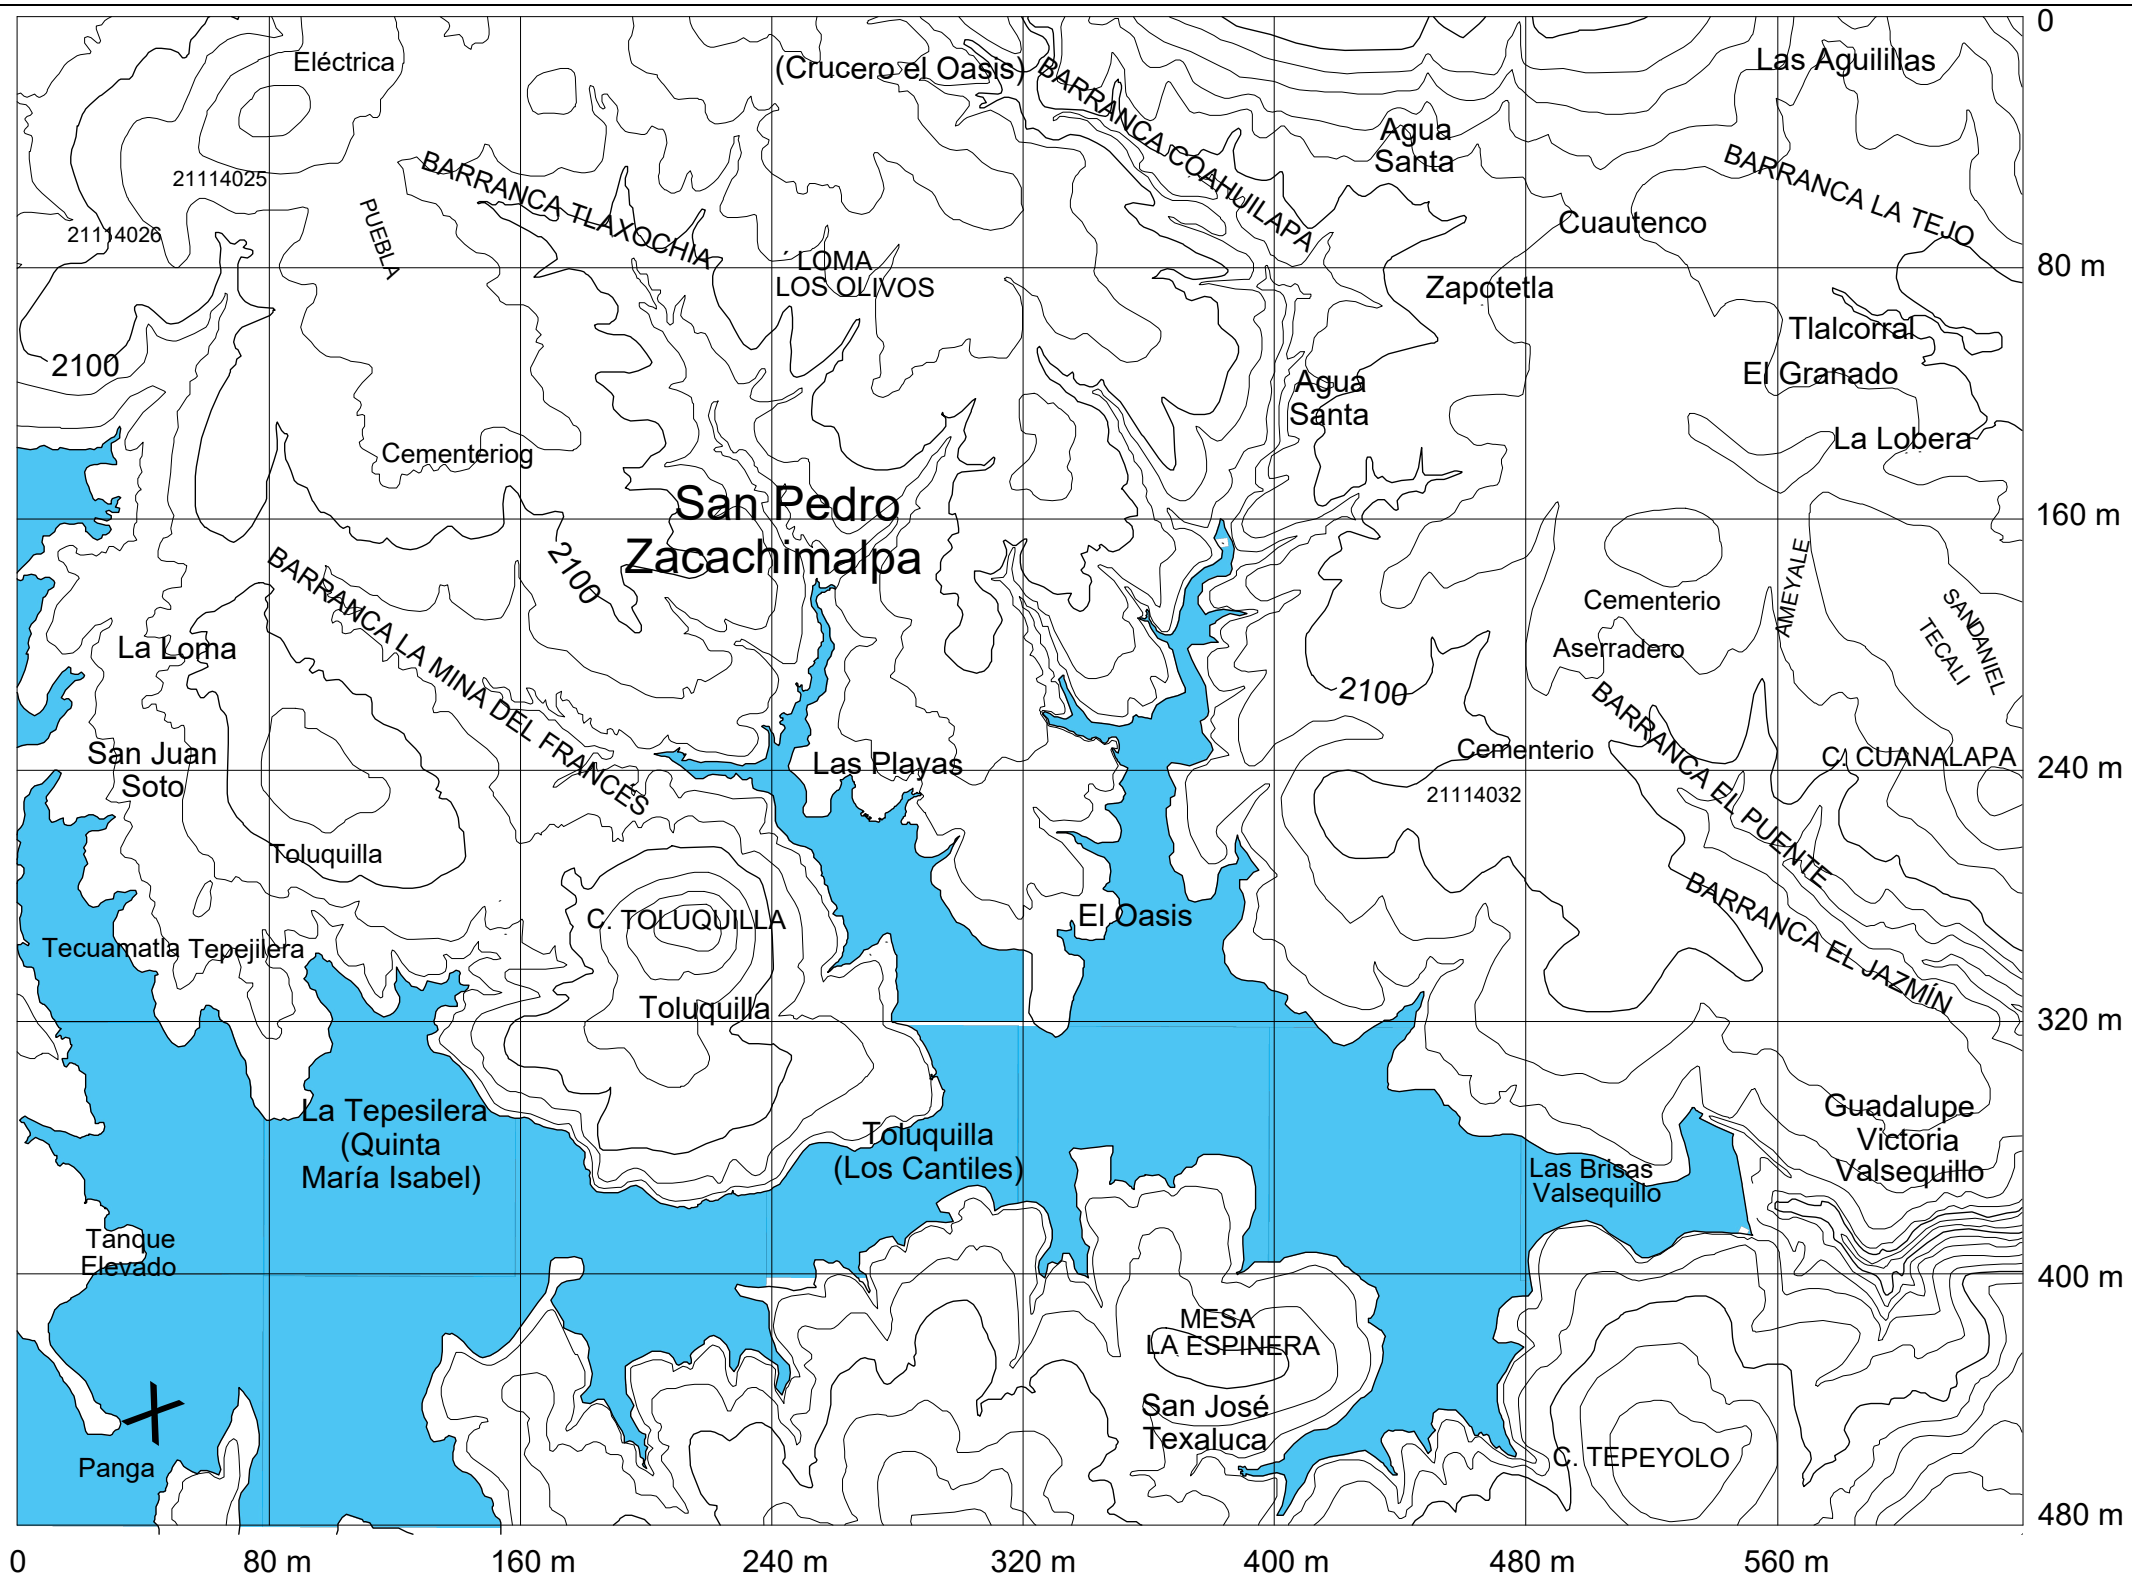 0
Eléctrica
(Crucero el Oasis)
Las Aguilillas
BARRANCA COAHUILAPA
Agua
Santa
BARRANCA LA TEJO
21114025
BARRANCA TLAXOCHIA
PUEBLA
21114026
Cuautenco
LOMA
LOS OLIVOS
80 m
Zapotetla
Tlalcorral
2100
El Granado
Agua
Santa
La Lobera
Cementeriog
San Pedro
Zacachimalpa
160 m
2100
BARRANCA LA MINA DEL FRANCÉS
AMEYALE
Cementerio
SANDANIEL
TECALI
La Loma
Aserradero
2100
BARRANCA EL PUENTE
San Juan
Soto
Las Playas
Cementerio
C. CUANALAPA
240 m
21114032
Toluquilla
BARRANCA EL JAZMÍN
C. TOLUQUILLA
El Oasis
Tecuamatla
Tepejilera
Toluquilla
320 m
La Tepesilera
(Quinta
María Isabel)
Toluquilla
(Los Cantiles)
Guadalupe
Victoria
Valsequillo
Las Brisas
Valsequillo
Tanque
Elevado
400 m
MESA
LA ESPINERA
San José
Texaluca
C. TEPEYOLO
Panga
480 m
0
80 m
160 m
240 m
320 m
400 m
480 m
560 m